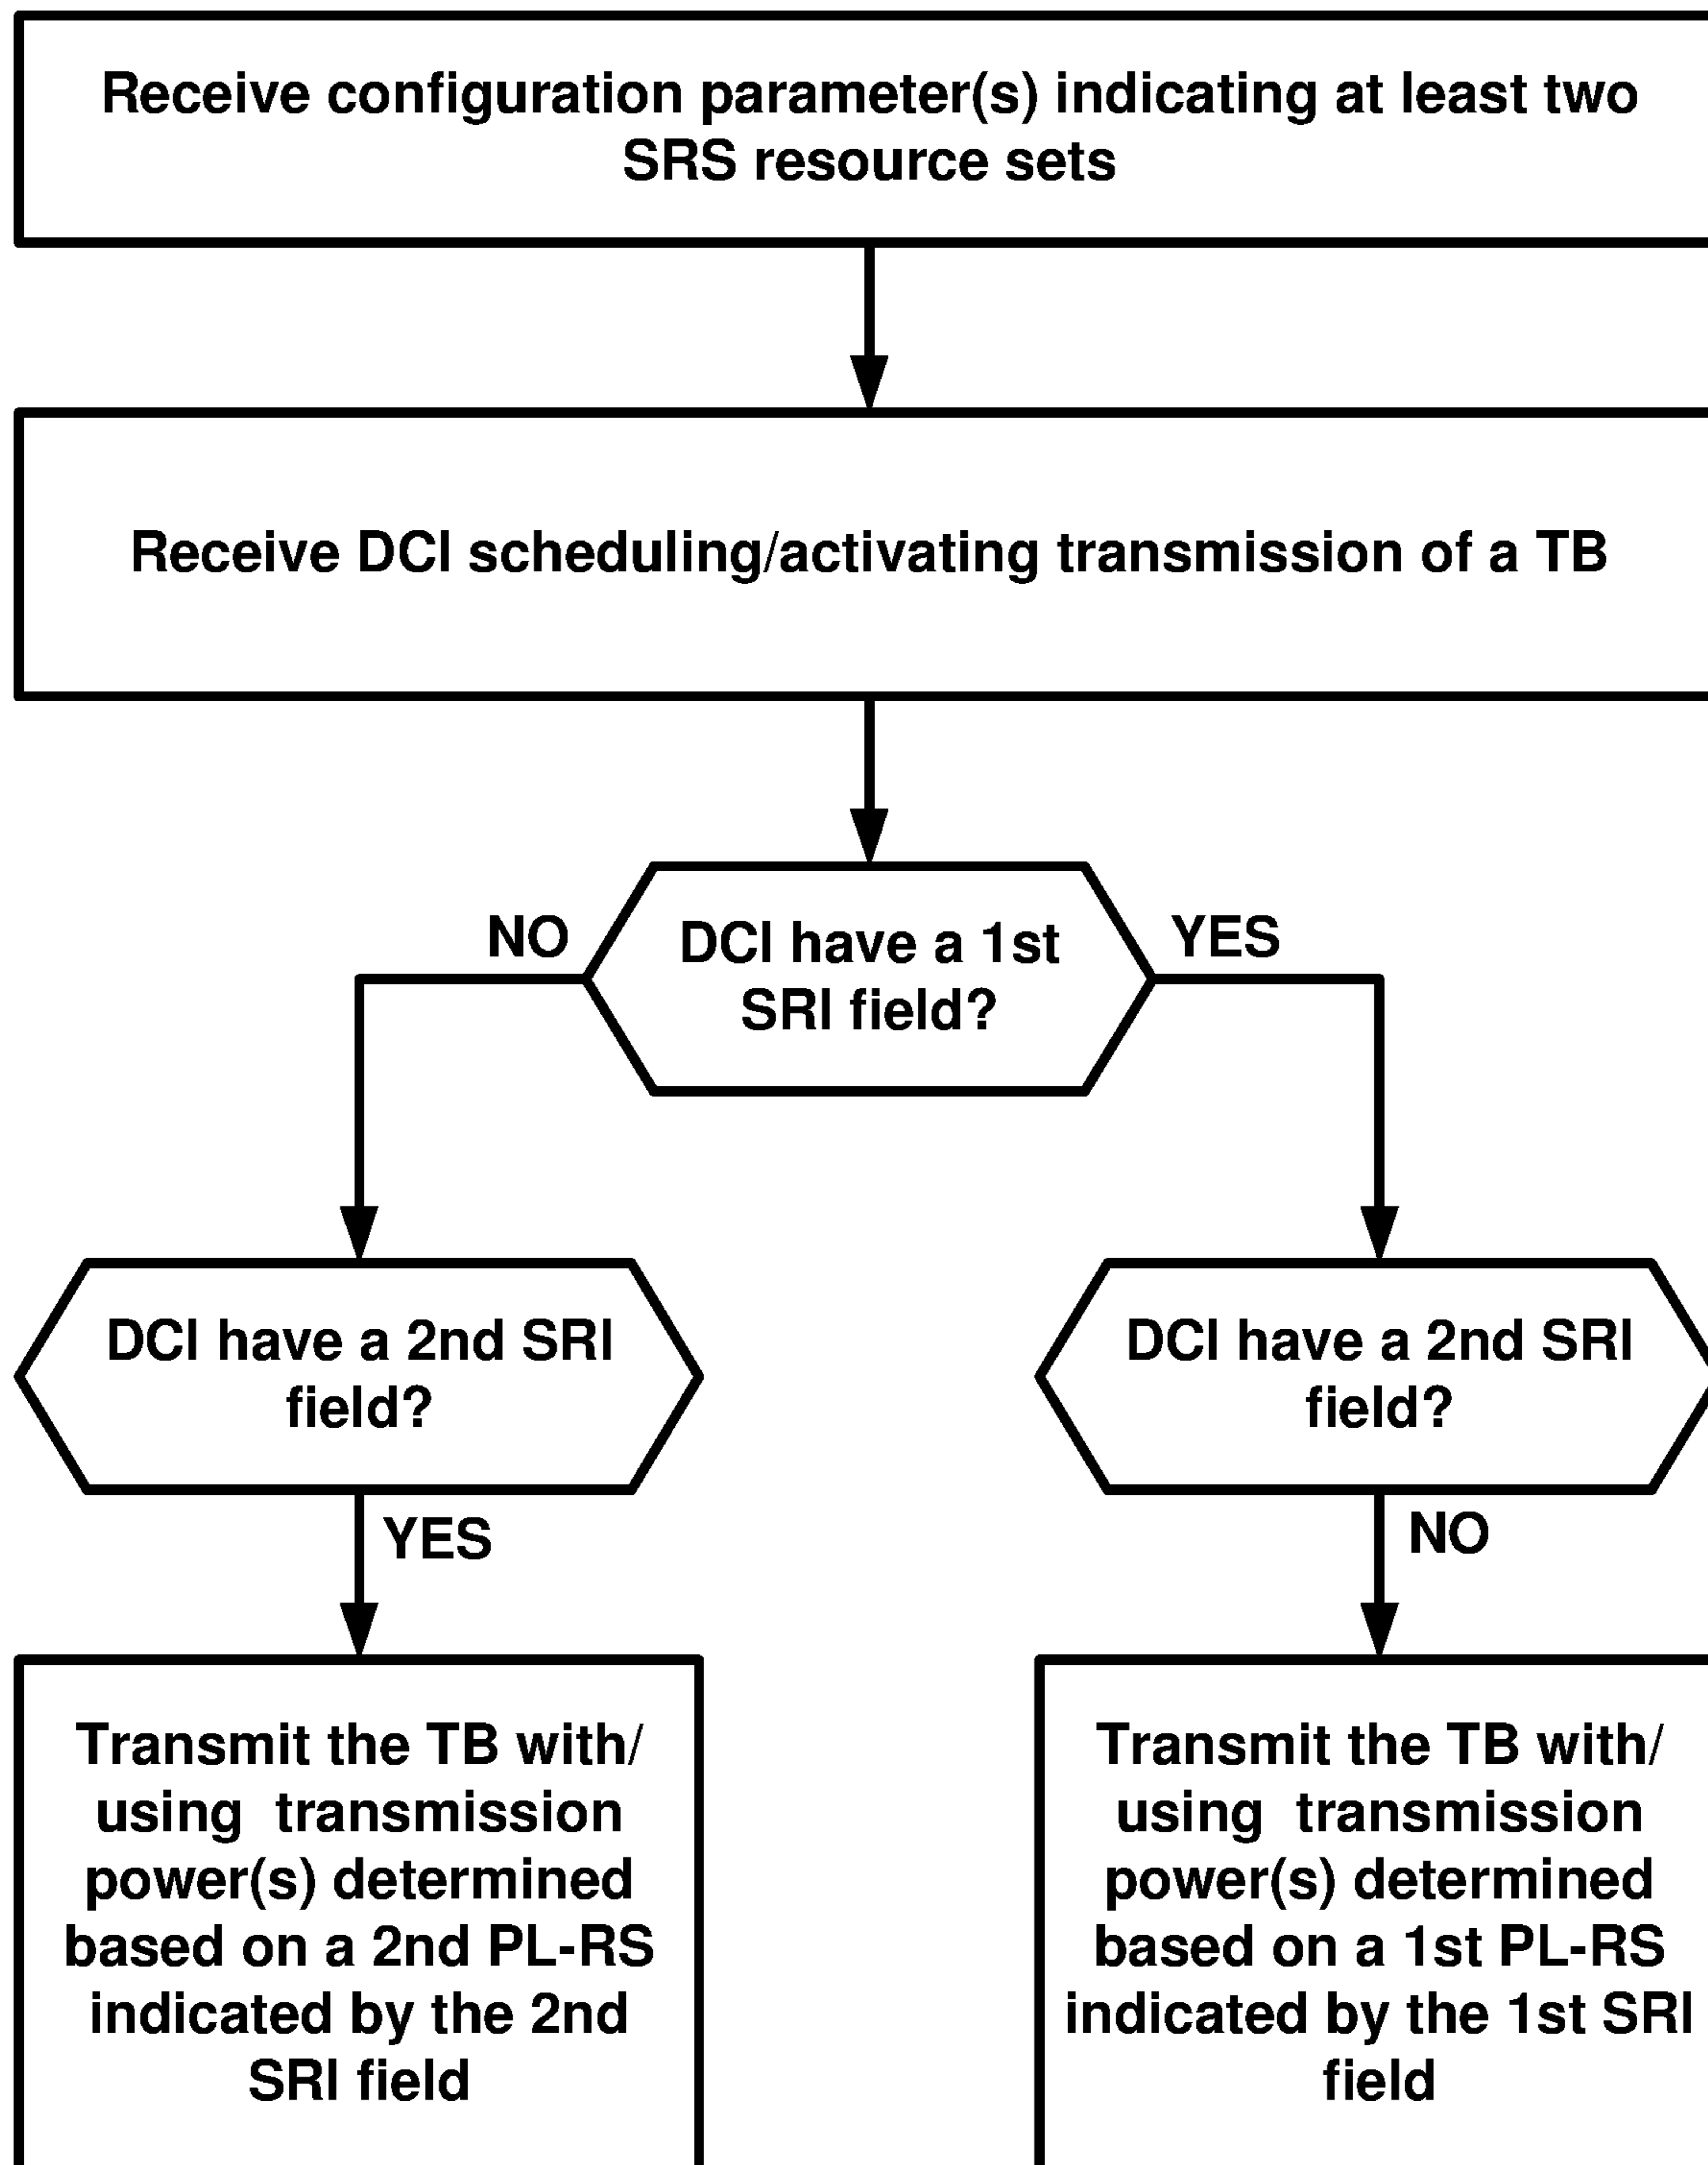 Receive configuration parameter(s) indicating at least two
SRS resource sets
Receive DCI scheduling/activating transmission of a TB
NO
DCI have a 1st
SRI field?
YES
DCI have a 2nd SRI
field?
YES
DCI have a 2nd SRI
field?
NO
Transmit the TB with/
using transmission
power(s) determined
based on a 2nd PL-RS
indicated by the 2nd
SRI field
Transmit the TB with/
using transmission
power(s) determined
based on a 1st PL-RS
indicated by the 1st SRI
field